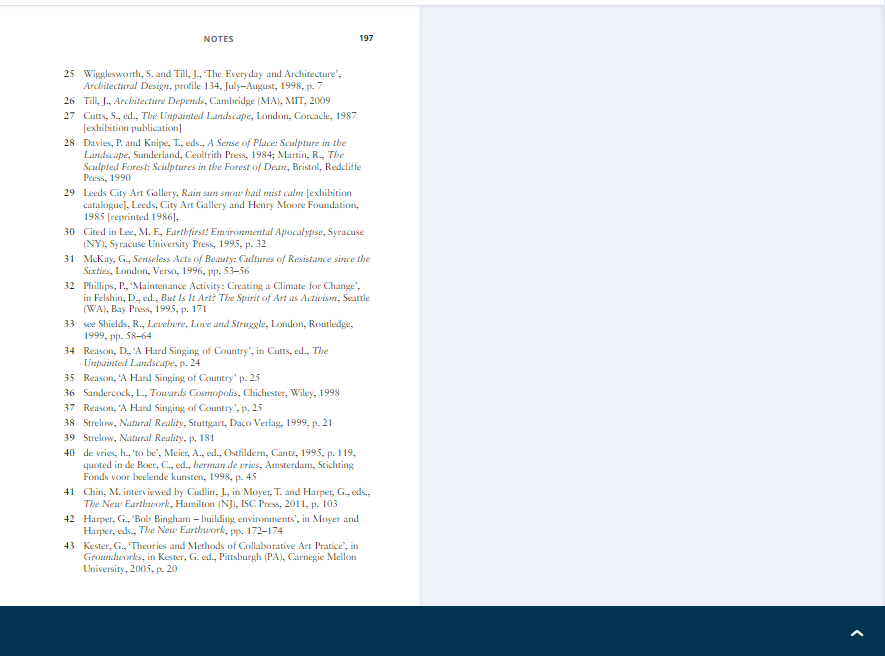 NOTES 197
25 Wigglesworth, S. and Till, J., ‘The Everyday and Architecture’,
Architectural Design, profile 134, July–August, 1998, p. 7
26 Till, J., Architecture Depends, Cambridge (MA), MIT, 2009
27 Cutts, S., ed., The Unpainted Landscape, London, Corcacle, 1987
[exhibition publication]
28 Davies, P. and Knipe, T., eds., A Sense of Place: Sculpture in the
Landscape, Sunderland, Ceolfrith Press, 1984; Martin, R., The
Sculpted Forest: Sculptures in the Forest of Dean, Bristol, Redcliffe
Press, 1990
29 Leeds City Art Gallery, Rain sun snow hail mist calm [exhibition
catalogue], Leeds, City Art Gallery and Henry Moore Foundation,
1985 [reprinted 1986],
30 Cited in Lee, M. F., Earthfirst! Environmental Apocalypse, Syracuse
(NY), Syracuse University Press, 1995, p. 32
31 McKay, G., Senseless Acts of Beauty: Cultures of Resistance since the
Sixties, London, Verso, 1996, pp. 53–56
32 Phillips, P., ‘Maintenance Activity: Creating a Climate for Change’,
in Felshin, D., ed., But Is It Art? The Spirit of Art as Activism, Seattle
(WA), Bay Press, 1995, p. 171
33 see Shields, R., Levebvre, Love and Struggle, London, Routledge,
1999, pp. 58–64
34 Reason, D., ‘A Hard Singing of Country’, in Cutts, ed., The
Unpainted Landscape, p. 24
35 Reason, ‘A Hard Singing of Country’ p. 25
36 Sandercock, L., Towards Cosmopolis, Chichester, Wiley, 1998
37 Reason, ‘A Hard Singing of Country’, p. 25
38 Strelow, Natural Reality, Stuttgart, Daco Verlag, 1999, p. 21
39 Strelow, Natural Reality, p. 181
40 de vries, h., ‘to be’, Meier, A., ed., Ostfildern, Cantz, 1995, p. 119,
quoted in de Boer, C., ed., herman de vries, Amsterdam, Stichting
Fonds voor beelende kunsten, 1998, p. 45
41 Chin, M. interviewed by Cudlin, J., in Moyer, T. and Harper, G., eds.,
The New Earthwork, Hamilton (NJ), ISC Press, 2011, p. 103
42 Harper, G., ‘Bob Bingham – building environments’, in Moyer and
Harper, eds., The New Earthwork, pp. 172–174
43 Kester, G., ‘Theories and Methods of Collaborative Art Pratice’, in
Groundworks, in Kester, G. ed., Pittsburgh (PA), Carnegie Mellon
University, 2005, p. 20